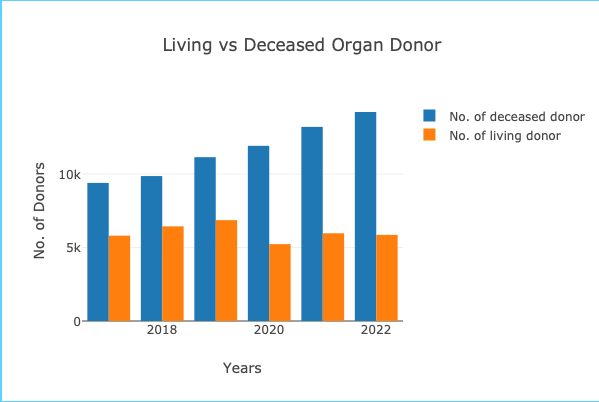 Living vs Deceased Organ Donor
No. of deceased donor
No. of living donor
No. of Donors
10k
5k
0
2018 2020 2022
Years